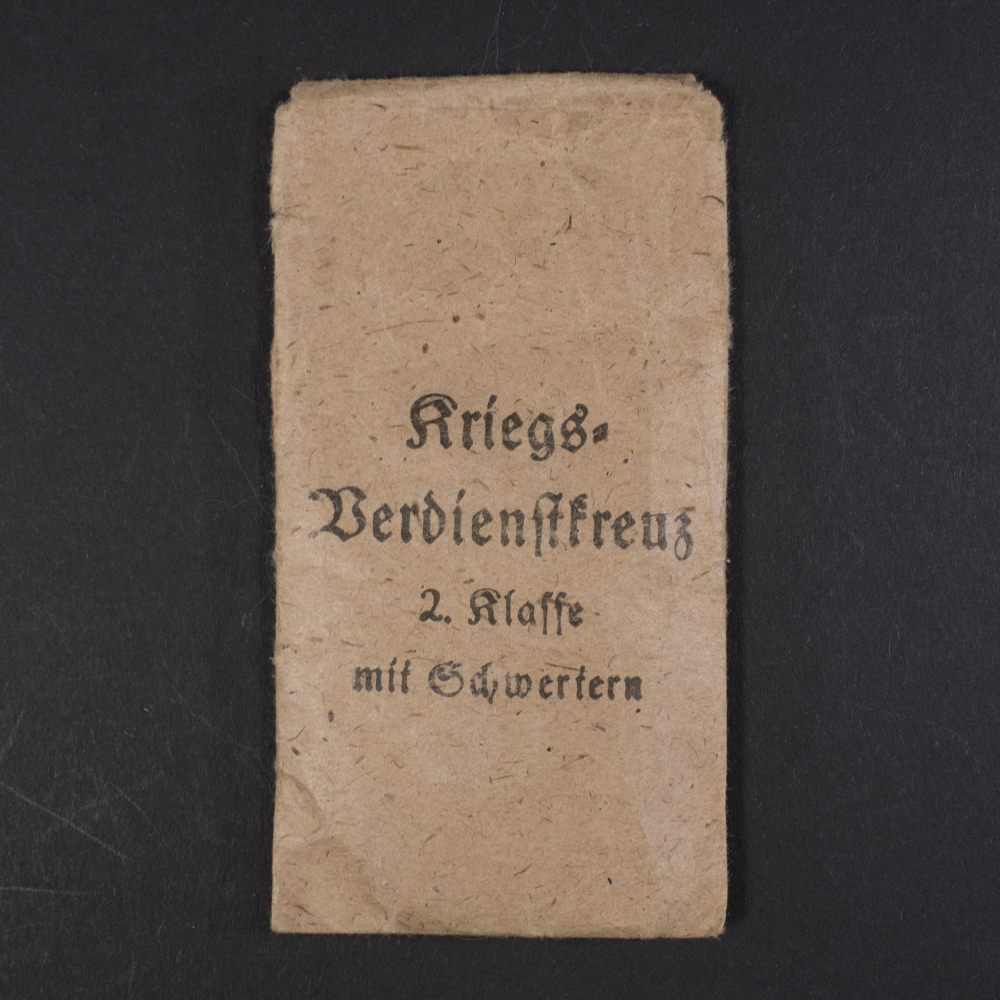 Kriegs-
Verdienſtkreuz
2. Klaſſe
mit Schwertern